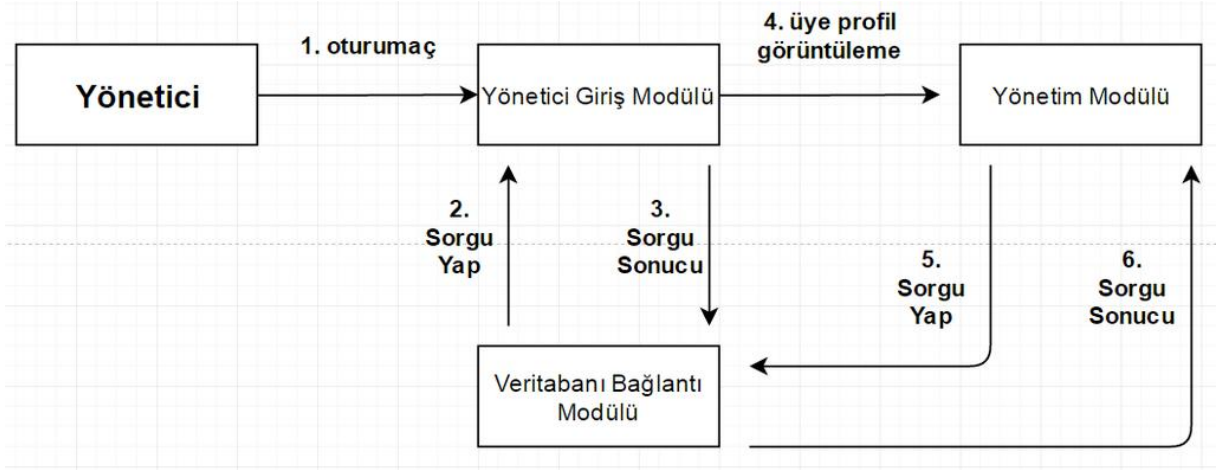 Yönetici
1. oturumaç
Yönetici Giriş Modülü
4. üye profil
görüntüleme
Yönetim Modülü
2.
Sorgu
Yap
3.
Sorgu
Sonucu
5.
Sorgu
Yap
6.
Sorgu
Sonucu
Veritabanı Bağlantı
Modülü